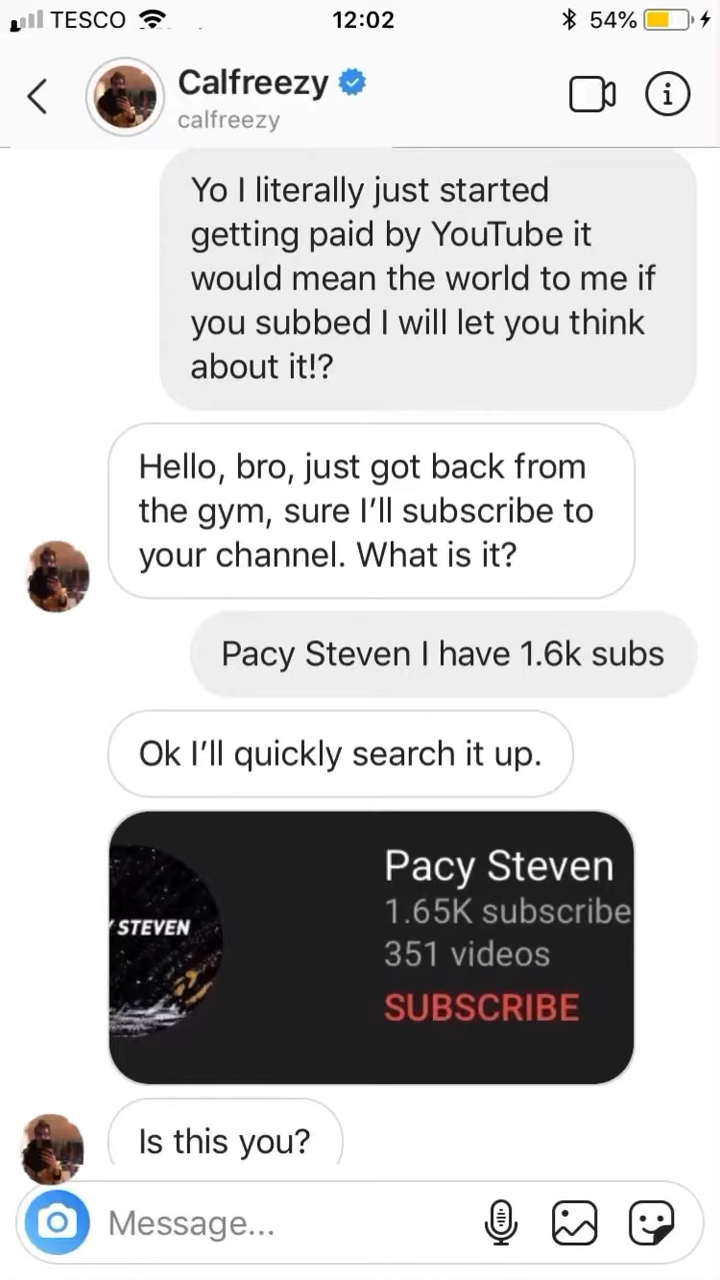 TESCO 12:02 54%
Calfreezy
calfreezy
Yo I literally just started
getting paid by YouTube it
would mean the world to me if
you subbed I will let you think
about it!?
Hello, bro, just got back from
the gym, sure I'll subscribe to
your channel. What is it?
Pacy Steven I have 1.6k subs
Ok I'll quickly search it up.
Pacy Steven
1.65K subscribe
351 videos
SUBSCRIBE
Y STEVEN
Is this you?
Message...